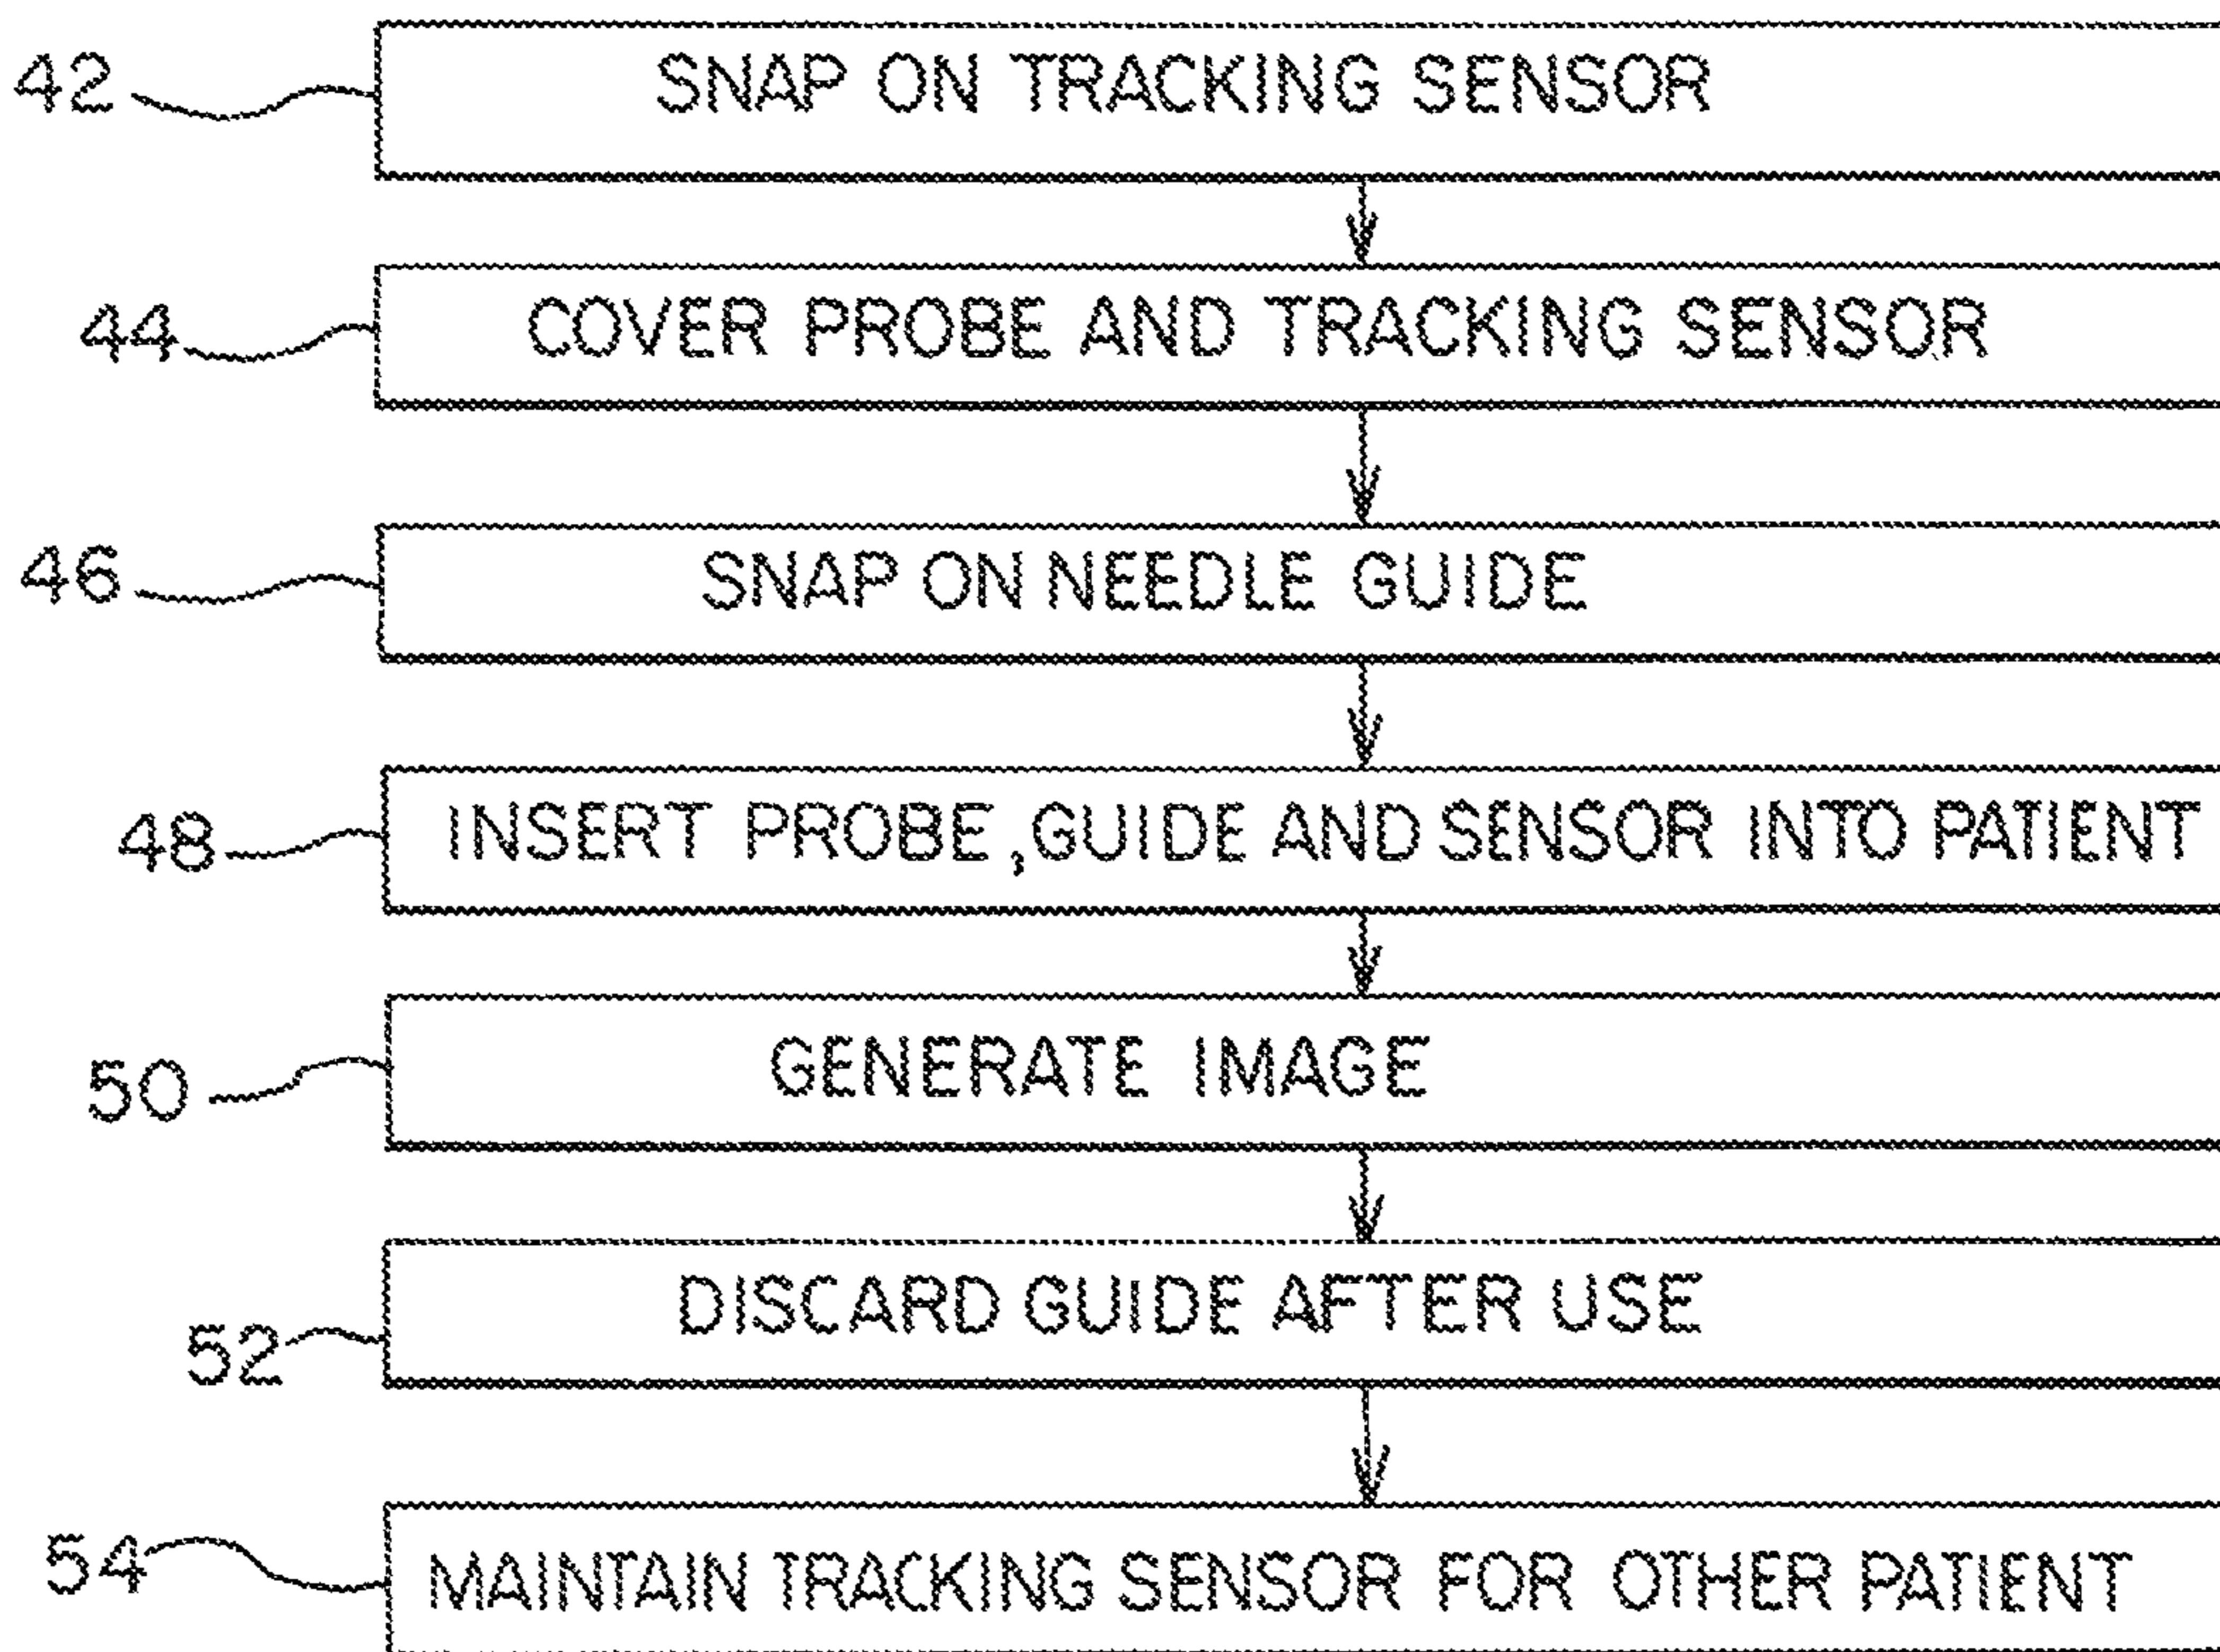 42 SNAP ON TRACKING SENSOR
44 COVER PROBE AND TRACKING SENSOR
46 SNAP ON NEEDLE GUIDE
48 INSERT PROBE, GUIDE AND SENSOR INTO PATIENT
50 GENERATE IMAGE
52 DISCARD GUIDE AFTER USE
54 MAINTAIN TRACKING SENSOR FOR OTHER PATIENT